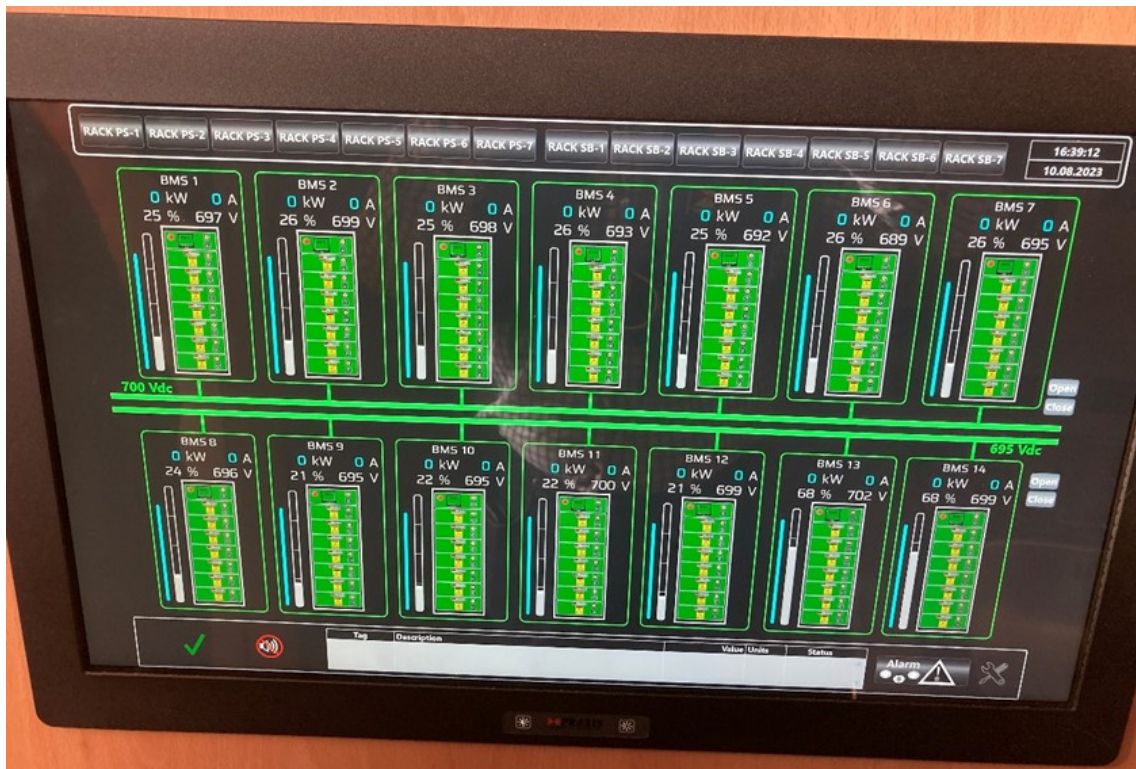 RACK PS-1 RACK PS-2 RACK PS-3 RACK PS-4 RACK PS-5 RACK PS-6 RACK PS-7 RACK SB-1 RACK SB-2 RACK SB-3 RACK SB-4 RACK SB-5 RACK SB-6 RACK SB-7
16:39:12
10.08.2023
BMS 1
0 kW 0 A
25 % 697 V
BMS 2
0 kW 0 A
26 % 699 V
BMS 3
0 kW 0 A
25 % 698 V
BMS 4
0 kW 0 A
26 % 693 V
BMS 5
0 kW 0 A
25 % 692 V
BMS 6
0 kW 0 A
26 % 689 V
BMS 7
0 kW 0 A
26 % 695 V
700 Vdc
Open
Close
695 Vdc
BMS 8
0 kW 0 A
24 % 696 V
BMS 9
0 kW 0 A
21 % 695 V
BMS 10
0 kW 0 A
22 % 695 V
BMS 11
0 kW 0 A
22 % 700 V
BMS 12
0 kW 0 A
21 % 699 V
BMS 13
0 kW 0 A
68 % 702 V
BMS 14
0 kW 0 A
68 % 699 V
Open
Close
Tag Description Value Units Status
Alarm
PRAXIS